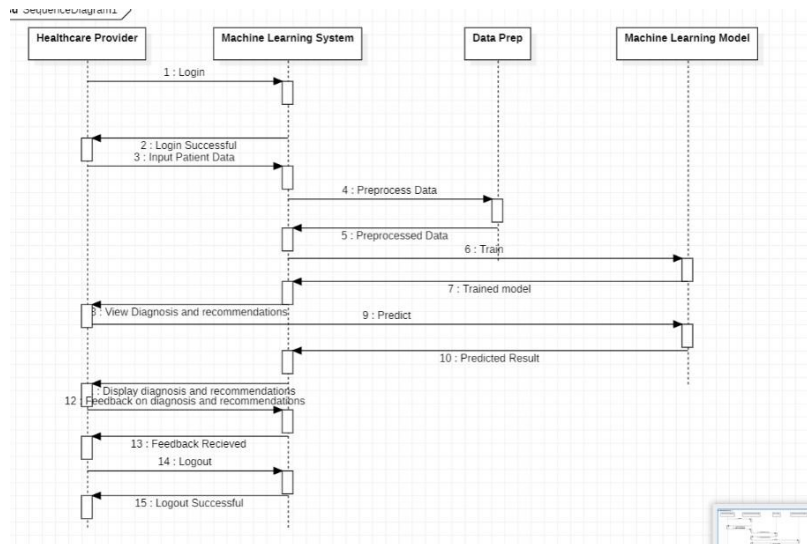 SequenceDiagram1
Healthcare Provider
Machine Learning System
Data Prep
Machine Learning Model
1 : Login
2 : Login Successful
3 : Input Patient Data
4 : Preprocess Data
5 : Preprocessed Data
6 : Train
7 : Trained model
: View Diagnosis and recommendations
9 : Predict
10 : Predicted Result
: Display diagnosis and recommendations
12 : Feedback on diagnosis and recommendations
13 : Feedback Recieved
14 : Logout
15 : Logout Successful